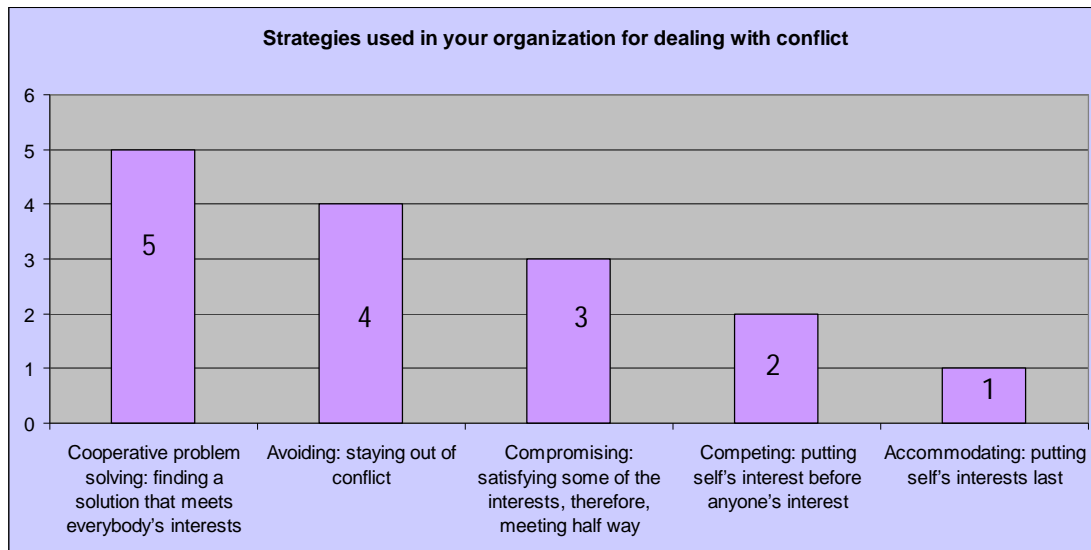 Strategies used in your organization for dealing with conflict
6
5
4
3
2
1
0
5
4
3
2
1
Cooperative problem
solving: finding a
solution that meets
everybody's interests
Avoiding: staying out of
conflict
Compromising:
satisfying some of the
interests, therefore,
meeting half way
Competing: putting
self's interest before
anyone's interest
Accommodating: putting
self's interests last